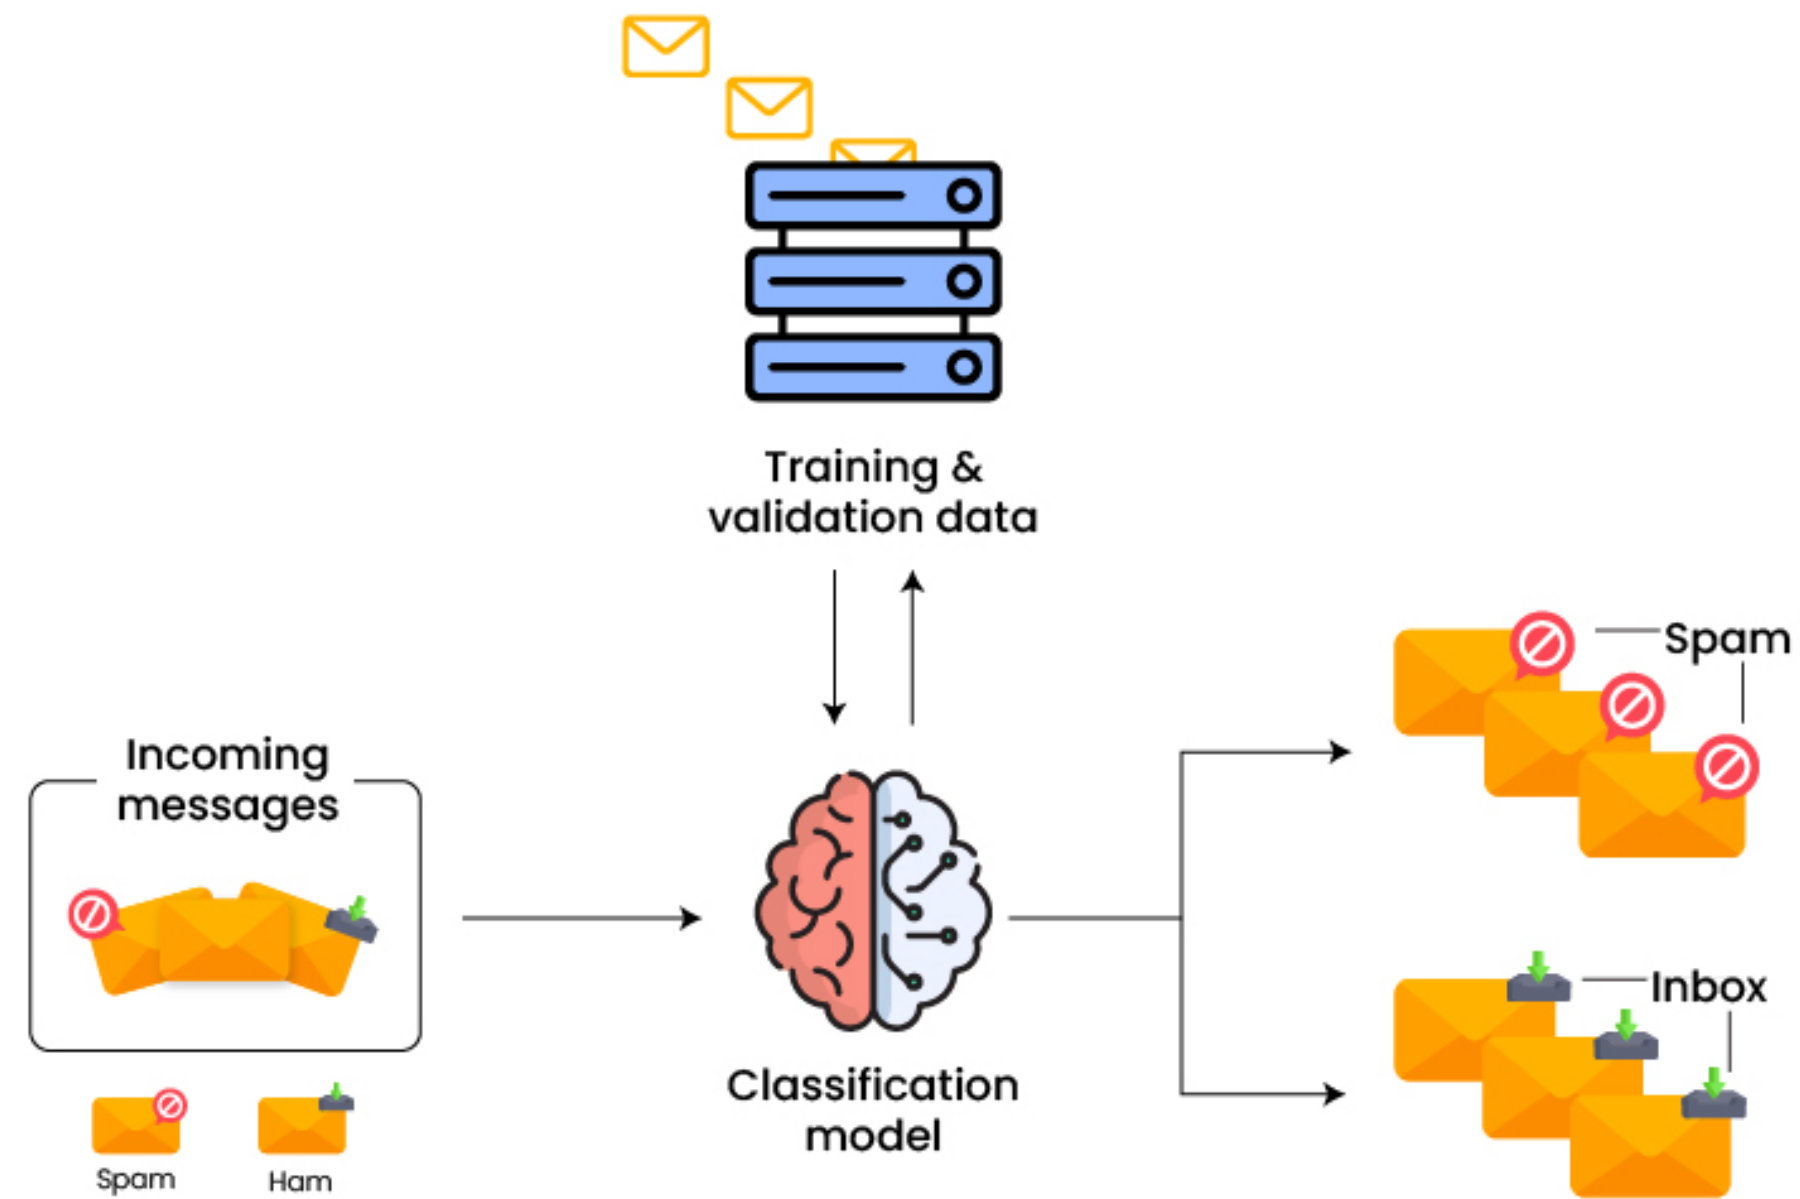 Training &
validation data
Incoming
messages
Spam
Ham
Classification
model
Spam
Inbox